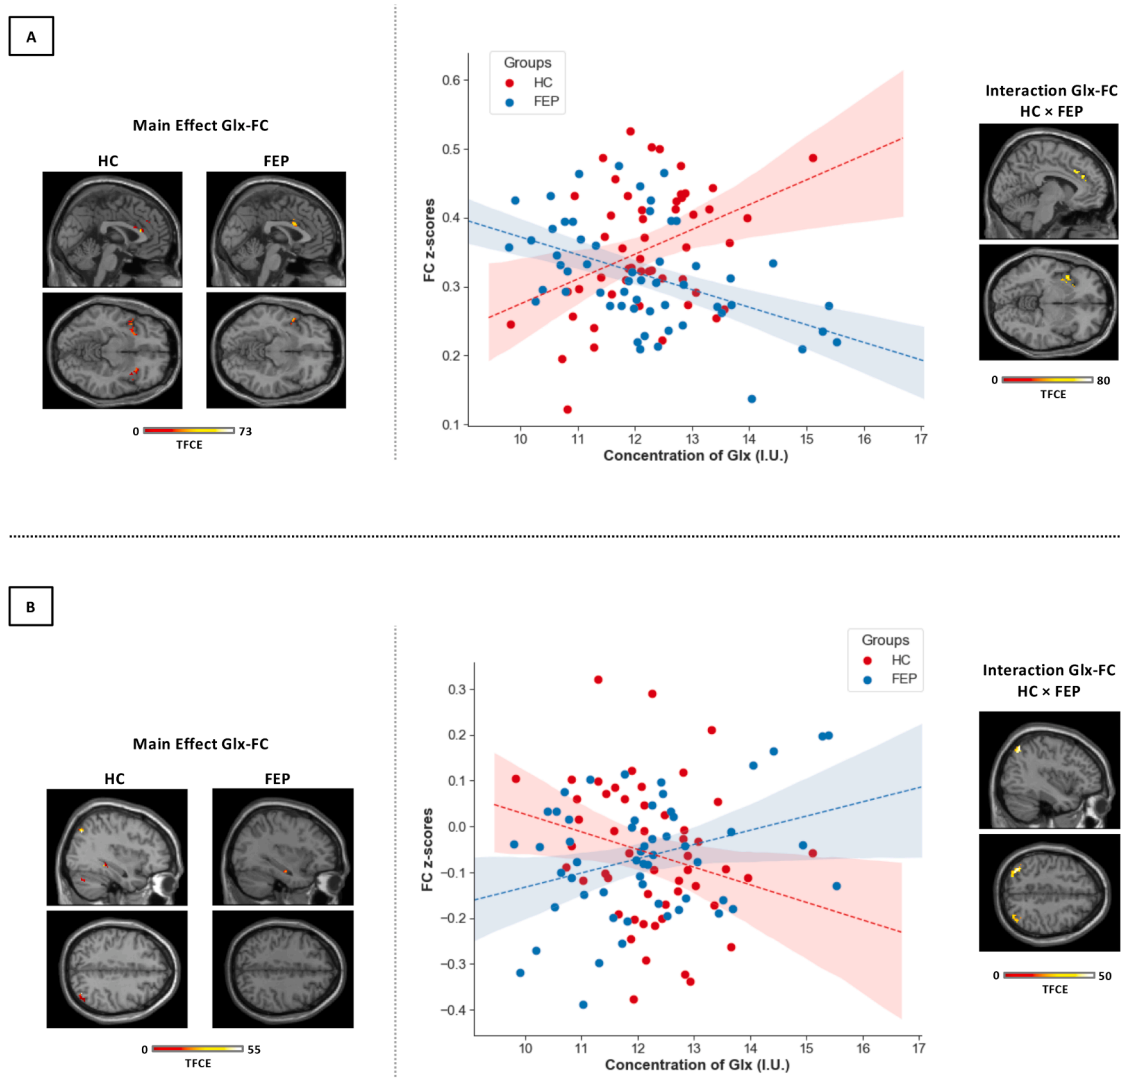 A
Main Effect Glx-FC
HC
FEP
0
73
TFCE
Groups
HC
FEP
FC z-scores
0.6
0.5
0.4
0.3
0.2
0.1
10 11 12 13 14 15 16 17
Concentration of Glx (I.U.)
Interaction Glx-FC
HC × FEP
0
80
TFCE
B
Main Effect Glx-FC
HC
FEP
0
55
TFCE
Groups
HC
FEP
FC z-scores
0.3
0.2
0.1
0.0
−0.1
−0.2
−0.3
−0.4
10 11 12 13 14 15 16 17
Concentration of Glx (I.U.)
Interaction Glx-FC
HC × FEP
0
50
TFCE